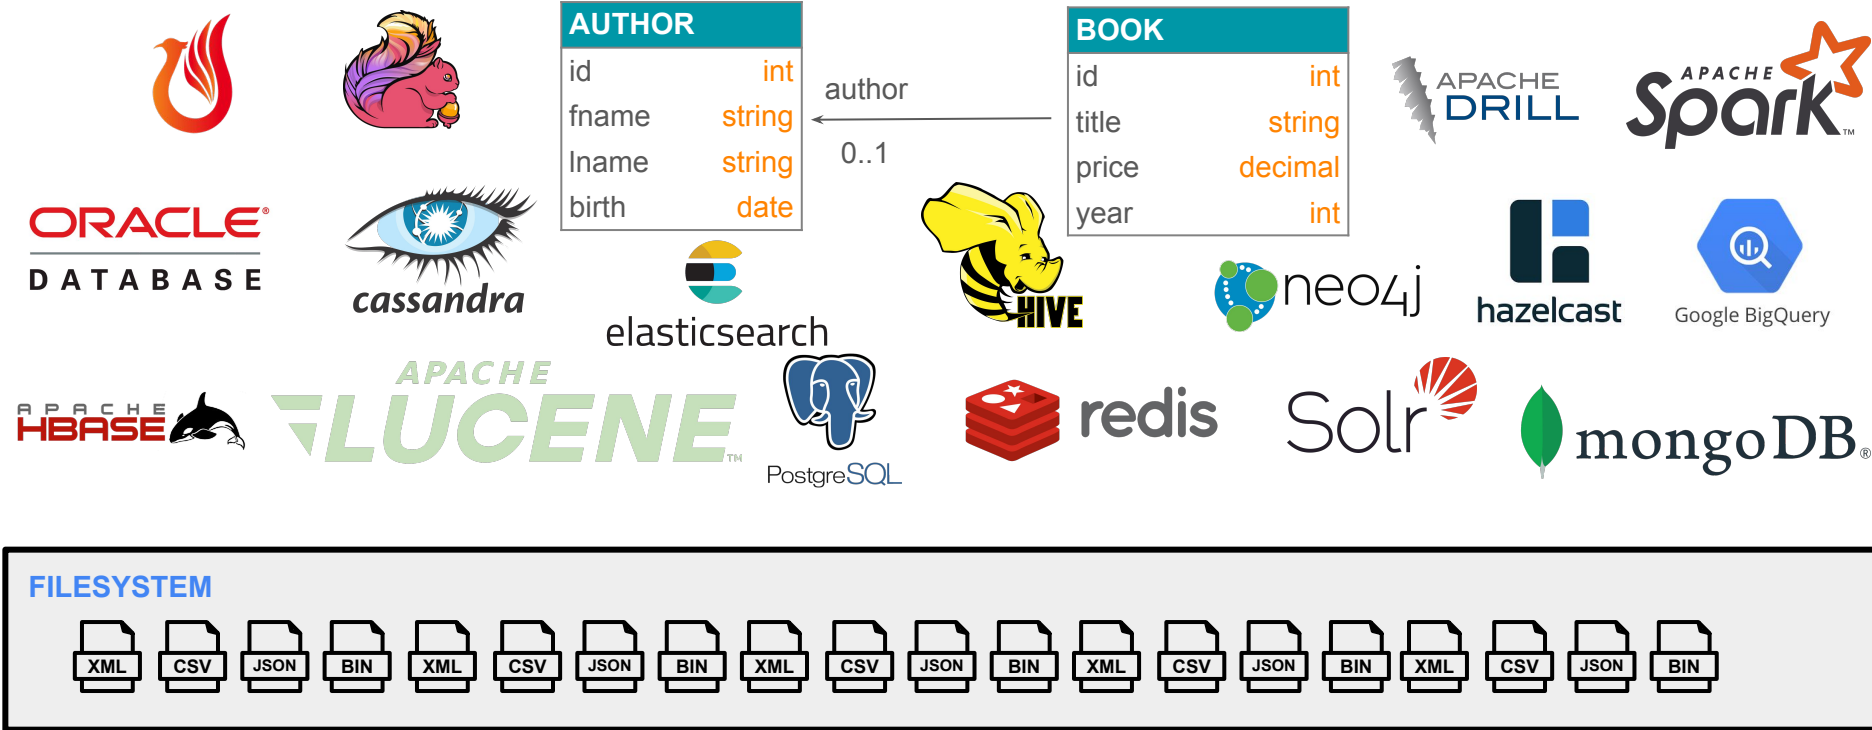 AUTHOR
id int
fname string
lname string
birth date
author
0..1
BOOK
id int
title string
price decimal
year int
APACHE
DRILL
APACHE
Spark™
ORACLE®
DATABASE
cassandra
elasticsearch
HIVE
neo4j
hazelcast
Google BigQuery
APACHE
HBASE
APACHE
LUCENE™
PostgreSQL
redis
Solr
mongoDB®
FILESYSTEM
XML CSV JSON BIN XML CSV JSON BIN XML CSV JSON BIN XML CSV JSON BIN XML CSV JSON BIN